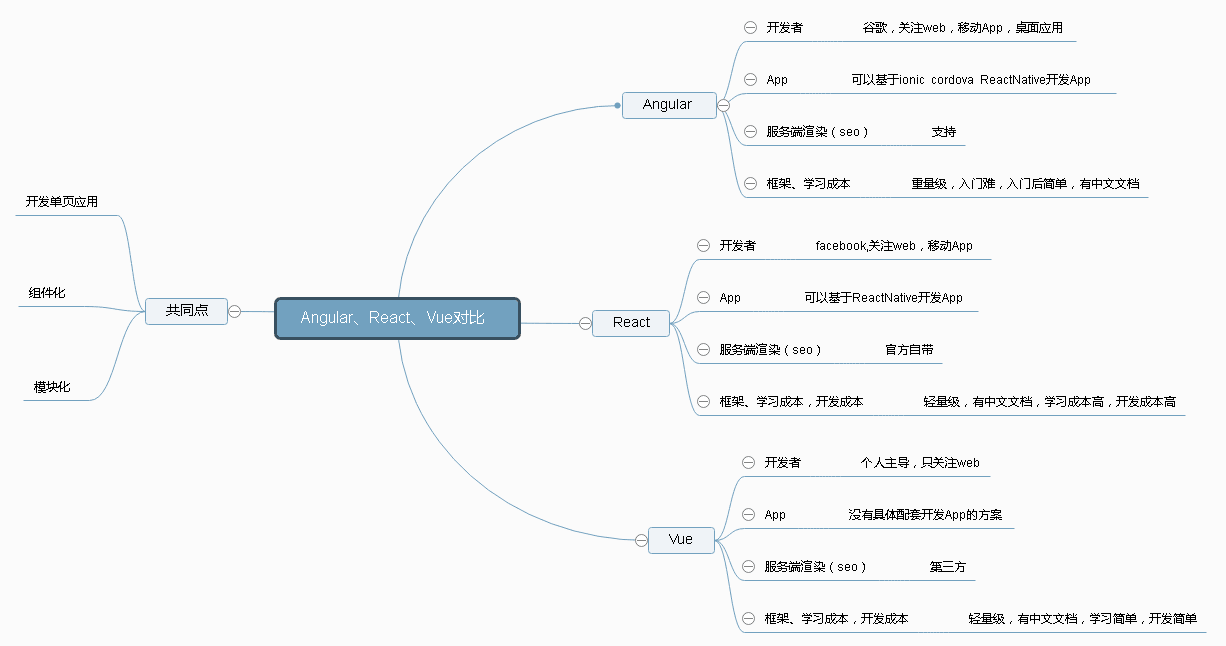 Angular、React、Vue对比
共同点
开发单页应用
组件化
模块化
Angular
开发者 谷歌，关注web，移动App，桌面应用
App 可以基于ionic cordova ReactNative开发App
服务端渲染（seo） 支持
框架、学习成本 重量级，入门难，入门后简单，有中文文档
React
开发者 facebook,关注web，移动App
App 可以基于ReactNative开发App
服务端渲染（seo） 官方自带
框架、学习成本，开发成本 轻量级，有中文文档，学习成本高，开发成本高
Vue
开发者 个人主导，只关注web
App 没有具体配套开发App的方案
服务端渲染（seo） 第三方
框架、学习成本，开发成本 轻量级，有中文文档，学习简单，开发简单